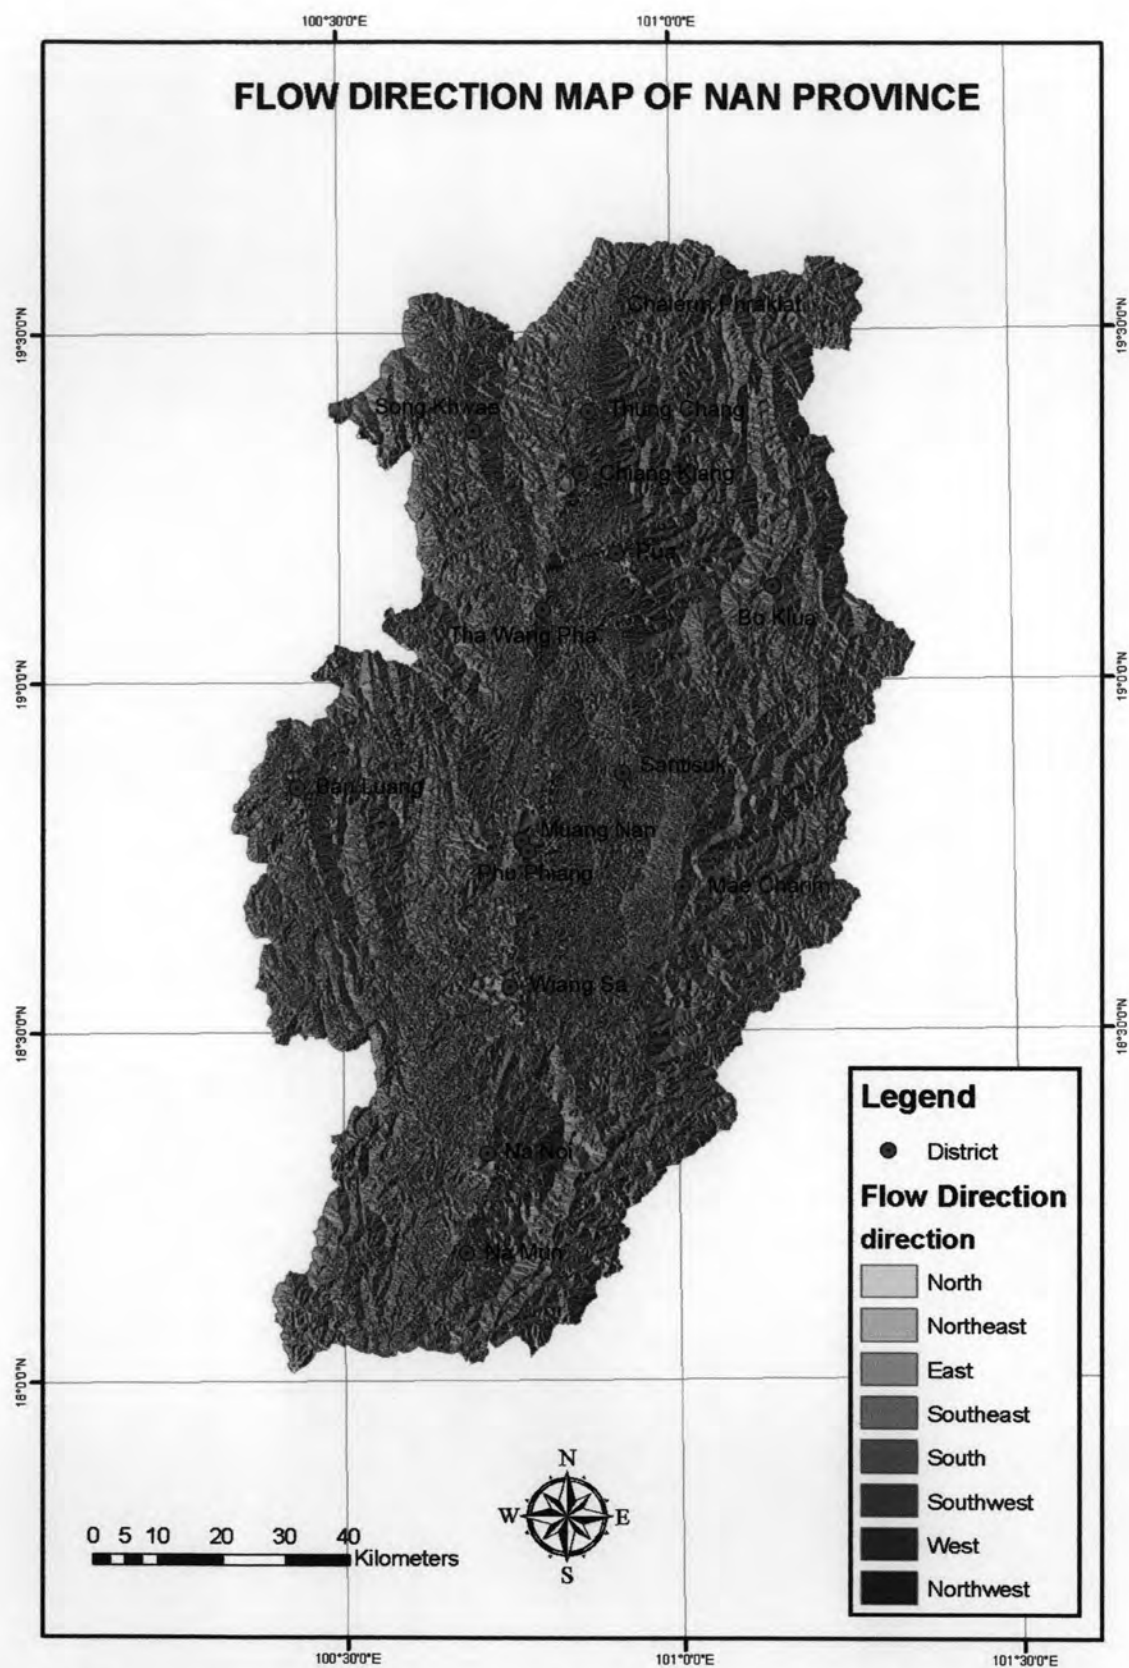 100°30'0"E
101°0'0"E
FLOW DIRECTION MAP OF NAN PROVINCE
Chalerm Phrakiat
19°30'0"N
19°30'0"N
Song Khwae
Thung Chang
Chiang Klang
Pua
Bo Klua
Tha Wang Pha
19°0'0"N
19°0'0"N
Santisuk
Ban Luang
Muang Nan
Phu Phiang
Mae Charim
Wiang Sa
18°30'0"N
18°30'0"N
Legend
District
Na Noi
Flow Direction
direction
Na Mun
North
Northeast
East
18°0'0"N
Southeast
South
N
W E
S
Southwest
0 5 10 20 30 40
Kilometers
West
Northwest
100°30'0"E
101°0'0"E
101°30'0"E